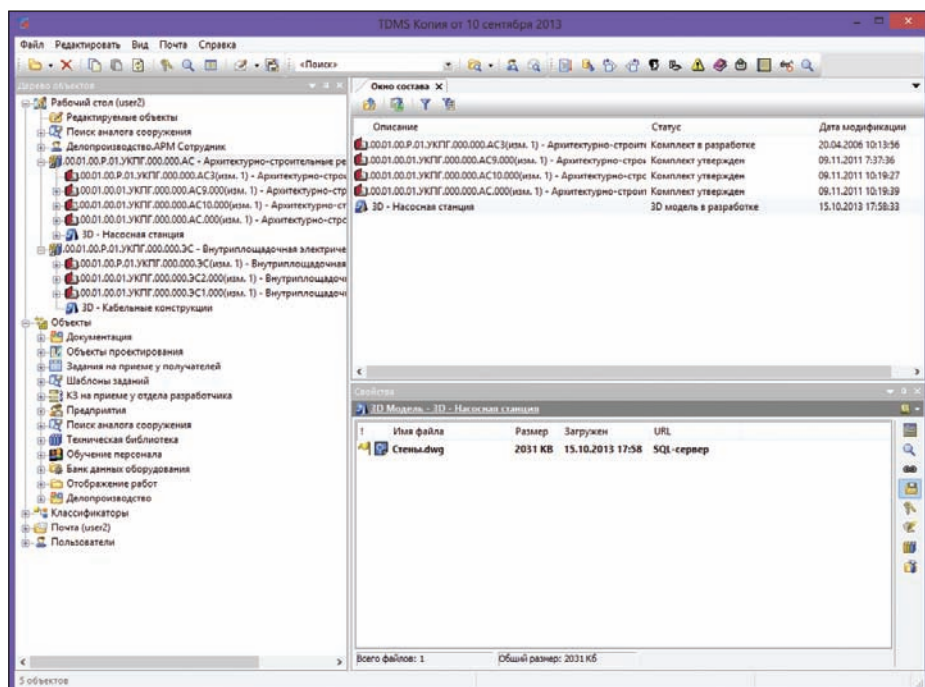 TDMS Копия от 10 сентября 2013
Файл Редактировать Вид Почта Справка
«Поиск»
Дерево объектов
Рабочий стол (user2)
Редактируемые объекты
Поиск аналога сооружения
Делопроизводство.АРМ Сотрудник
.00.01.00.Р.01.УКПГ.000.000.АС - Архитектурно-строительные ре
.00.01.00.Р.01.УКПГ.000.000.АС3(изм. 1) - Архитектурно-строи
.00.01.00.01.УКПГ.000.000.АС9.000(изм. 1) - Архитектурно-стр
.00.01.00.01.УКПГ.000.000.АС10.000(изм. 1) - Архитектурно-ст
.00.01.00.01.УКПГ.000.000.АС.000(изм. 1) - Архитектурно-стрс
3D - Насосная станция
.00.01.00.Р.01.УКПГ.000.000.ЭС - Внутриплощадочная электриче
.00.01.00.Р.01.УКПГ.000.000.ЭС(изм. 1) - Внутриплощадочная
.00.01.00.01.УКПГ.000.000.ЭС2.000(изм. 1) - Внутриплощадочн
.00.01.00.01.УКПГ.000.000.ЭС1.000(изм. 1) - Внутриплощадочн
3D - Кабельные конструкции
Объекты
Документация
Объекты проектирования
Задания на приеме у получателей
Шаблоны заданий
КЗ на приеме у отдела разработчика
Предприятия
Поиск аналога сооружения
Техническая библиотека
Обучение персонала
Банк данных оборудования
Отображение работ
Делопроизводство
Классификаторы
Почта (user2)
Пользователи
Окно состава
Описание Статус Дата модификации
.00.01.00.Р.01.УКПГ.000.000.АС3(изм. 1) - Архитектурно-строите Комплект в разработке 20.04.2006 10:13:56
.00.01.00.01.УКПГ.000.000.АС9.000(изм. 1) - Архитектурно-строи Комплект утвержден 09.11.2011 7:37:36
.00.01.00.01.УКПГ.000.000.АС10.000(изм. 1) - Архитектурно-стрс Комплект утвержден 09.11.2011 10:19:27
.00.01.00.01.УКПГ.000.000.АС.000(изм. 1) - Архитектурно-строит Комплект утвержден 09.11.2011 10:19:39
3D - Насосная станция 3D модель в разработке 15.10.2013 17:58:33
Свойства
3D Модель - 3D - Насосная станция
! Имя файла Размер Загружен URL
Стены.dwg 2031 KB 15.10.2013 17:58 SQL-сервер
Всего файлов: 1 Общий размер: 2031 Кб
5 объектов